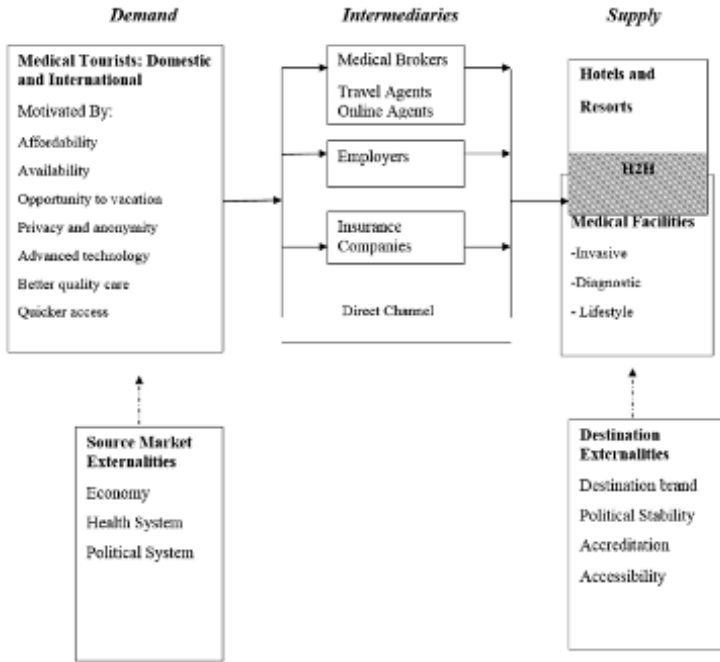 Demand
Intermediaries
Supply
Medical Tourists: Domestic
and International
Motivated By:
Affordability
Availability
Opportunity to vacation
Privacy and anonymity
Advanced technology
Better quality care
Quicker access
Medical Brokers
Travel Agents
Online Agents
Employers
Insurance
Companies
Direct Channel
Hotels and
Resorts
H2H
Medical Facilities
-Invasive
-Diagnostic
- Lifestyle
Source Market
Externalities
Economy
Health System
Political System
Destination
Externalities
Destination brand
Political Stability
Accreditation
Accessibility